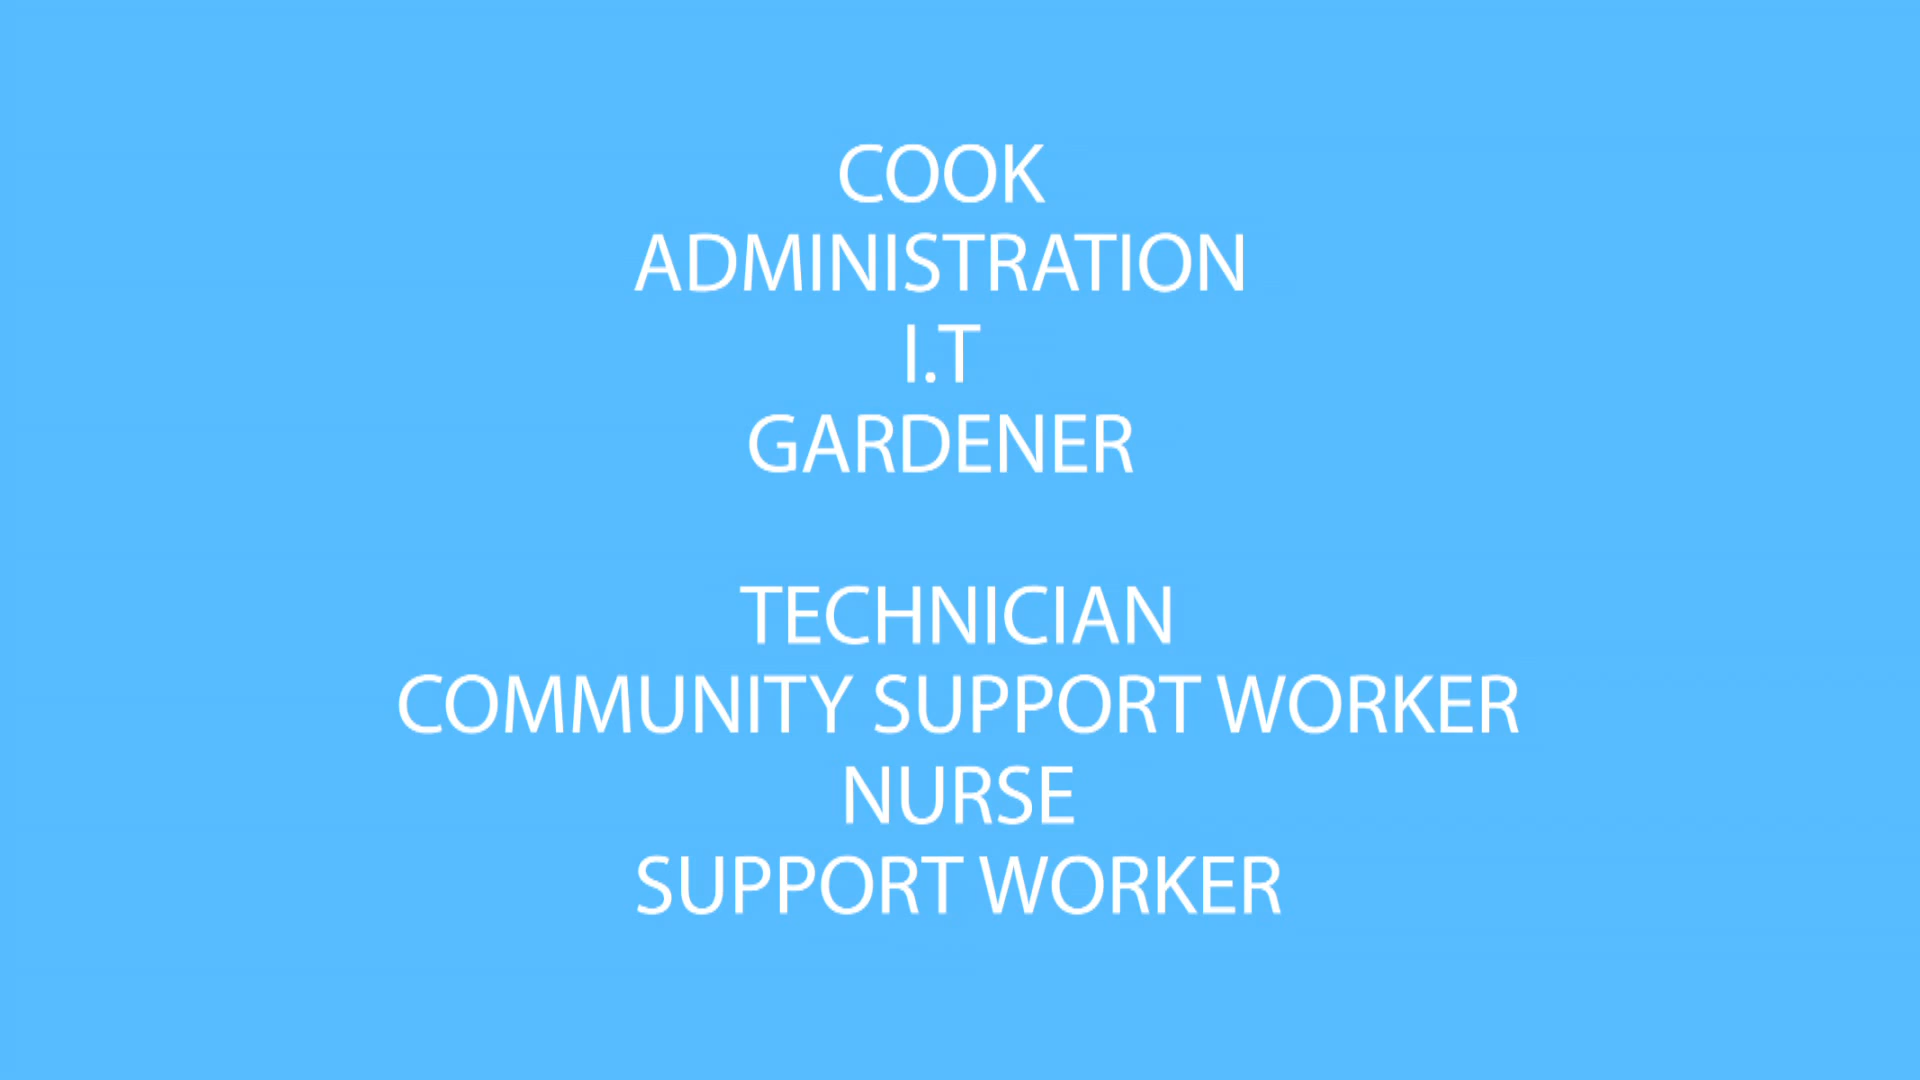 COOK
ADMINISTRATION
I.T
GARDENER
TECHNICIAN
COMMUNITY SUPPORT WORKER
NURSE
SUPPORT WORKER